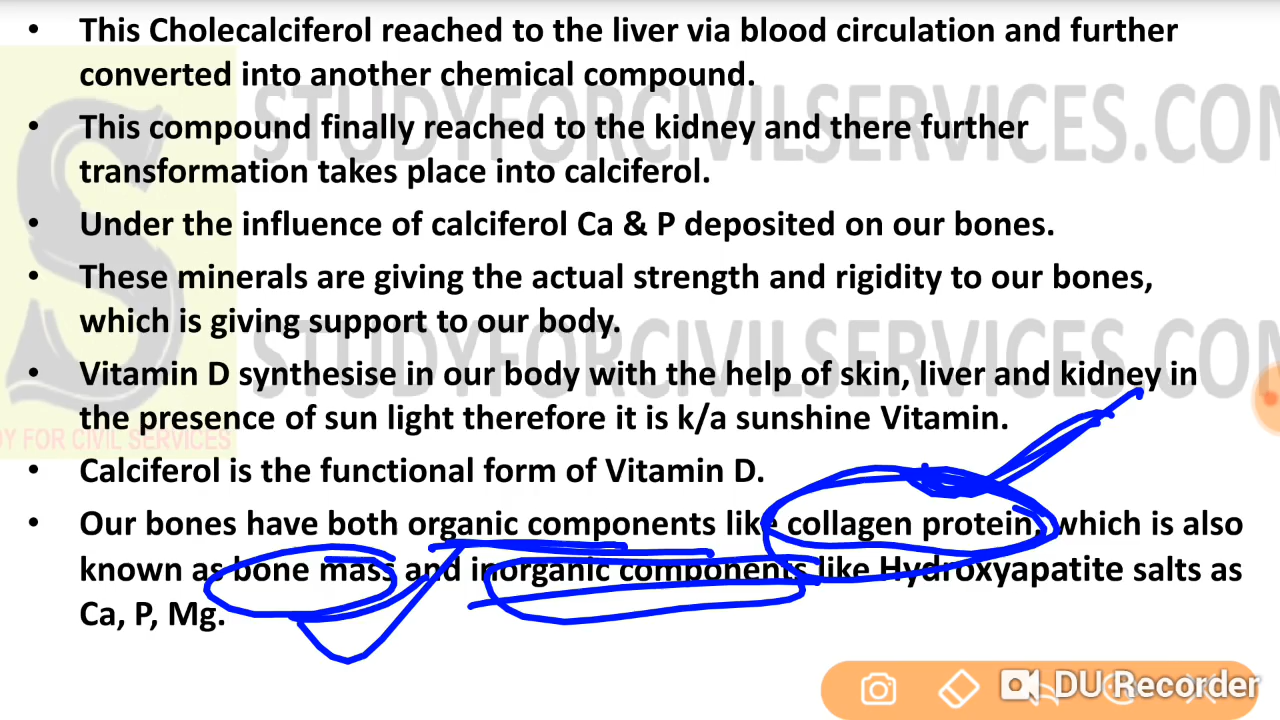 • This Cholecalciferol reached to the liver via blood circulation and further
converted into another chemical compound.
• This compound finally reached to the kidney and there further
transformation takes place into calciferol.
• Under the influence of calciferol Ca & P deposited on our bones.
• These minerals are giving the actual strength and rigidity to our bones,
which is giving support to our body.
• Vitamin D synthesise in our body with the help of skin, liver and kidney in
the presence of sun light therefore it is k/a sunshine Vitamin.
• Calciferol is the functional form of Vitamin D.
• Our bones have both organic components like collagen protein, which is also
known as bone mass and inorganic components like Hydroxyapatite salts as
Ca, P, Mg.
STUDYFORCIVILSERVICES.COM
STUDYFORCIVILSERVICES.COM
DY FOR CIVIL SERVICES
DU Recorder